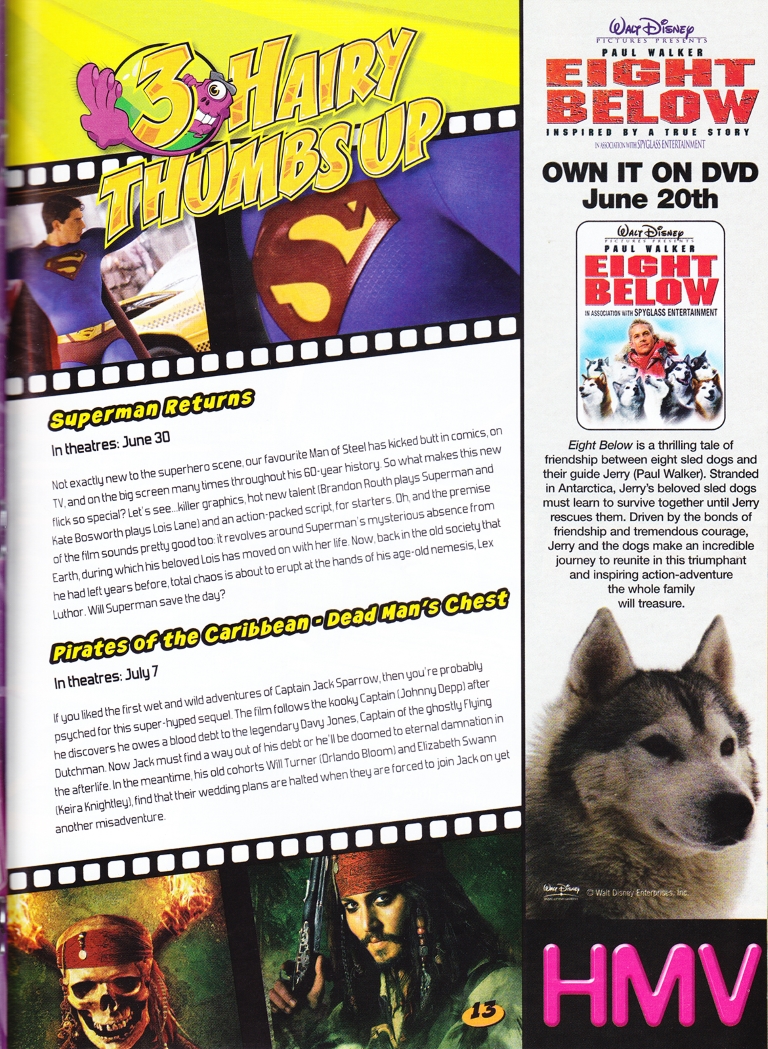 3 HAIRY
THUMBS UP
Superman Returns
In theatres: June 30
Not exactly new to the superhero scene, our favourite Man of Steel has kicked butt in comics, on
TV, and on the big screen many times throughout his 60-year history. So what makes this new
flick so special? Let's see...killer graphics, hot new talent (Brandon Routh plays Superman and
Kate Bosworth plays Lois Lane) and an action-packed script, for starters. Oh, and the premise
of the film sounds pretty good too: it revolves around Superman's mysterious absence from
Earth, during which his beloved Lois has moved on with her life. Now, back in the old society that
he had left years before, total chaos is about to erupt at the hands of his age-old nemesis, Lex
Luthor. Will Superman save the day?
Pirates of the Caribbean - Dead Man's Chest
In theatres: July 7
If you liked the first wet and wild adventures of Captain Jack Sparrow, then you're probably
psyched for this super-hyped sequel. The film follows the kooky Captain (Johnny Depp) after
he discovers he owes a blood debt to the legendary Davy Jones, Captain of the ghostly Flying
Dutchman. Now Jack must find a way out of his debt or he'll be doomed to eternal damnation in
the afterlife. In the meantime, his old cohorts Will Turner (Orlando Bloom) and Elizabeth Swann
(Keira Knightley), find that their wedding plans are halted when they are forced to join Jack on yet
another misadventure.
13
WALT DISNEY
PICTURES PRESENTS
PAUL WALKER
EIGHT
BELOW
INSPIRED BY A TRUE STORY
IN ASSOCIATION WITH SPYGLASS ENTERTAINMENT
OWN IT ON DVD
June 20th
WALT DISNEY
PICTURES PRESENTS
PAUL WALKER
EIGHT
BELOW
IN ASSOCIATION WITH SPYGLASS ENTERTAINMENT
Eight Below is a thrilling tale of
friendship between eight sled dogs and
their guide Jerry (Paul Walker). Stranded
in Antarctica, Jerry's beloved sled dogs
must learn to survive together until Jerry
rescues them. Driven by the bonds of
friendship and tremendous courage,
Jerry and the dogs make an incredible
journey to reunite in this triumphant
and inspiring action-adventure
the whole family
will treasure.
WALT DISNEY
© Walt Disney Enterprises, Inc.
HMV